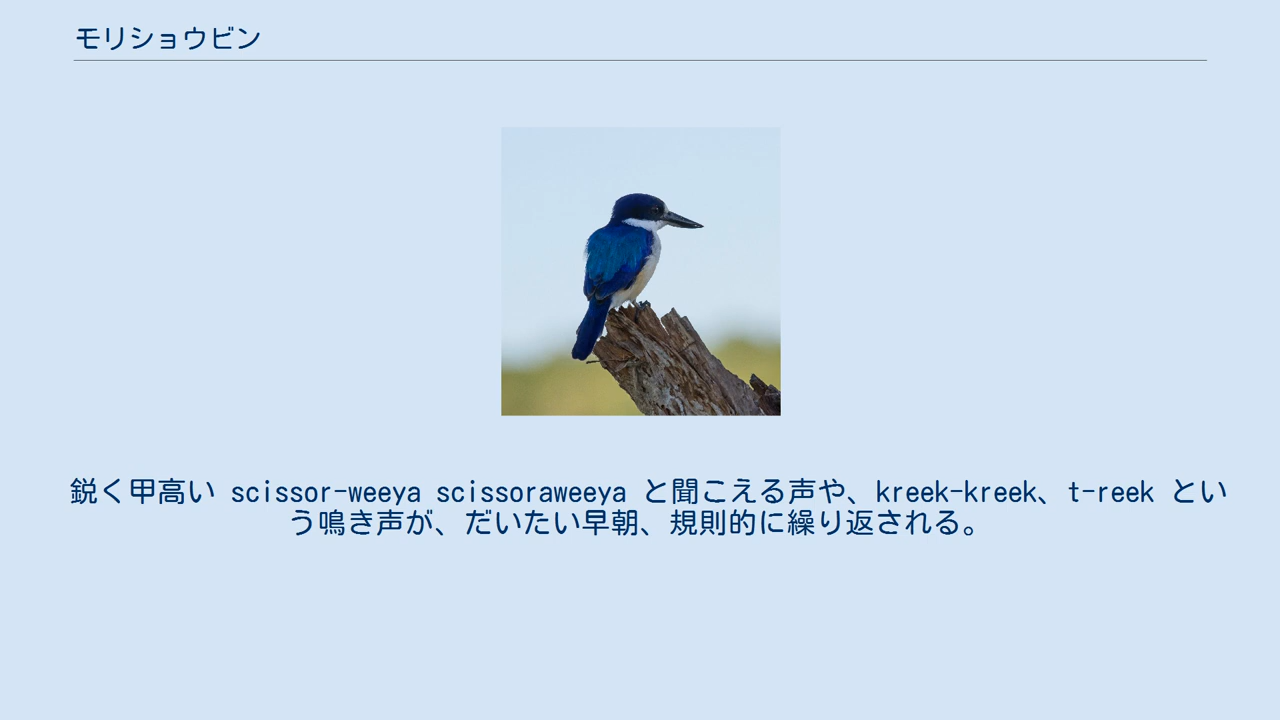 モリショウビン
鋭く甲高い scissor-weeya scissoraweeya と聞こえる声や、kreek-kreek、t-reek とい
う鳴き声が、だいたい早朝、規則的に繰り返される。